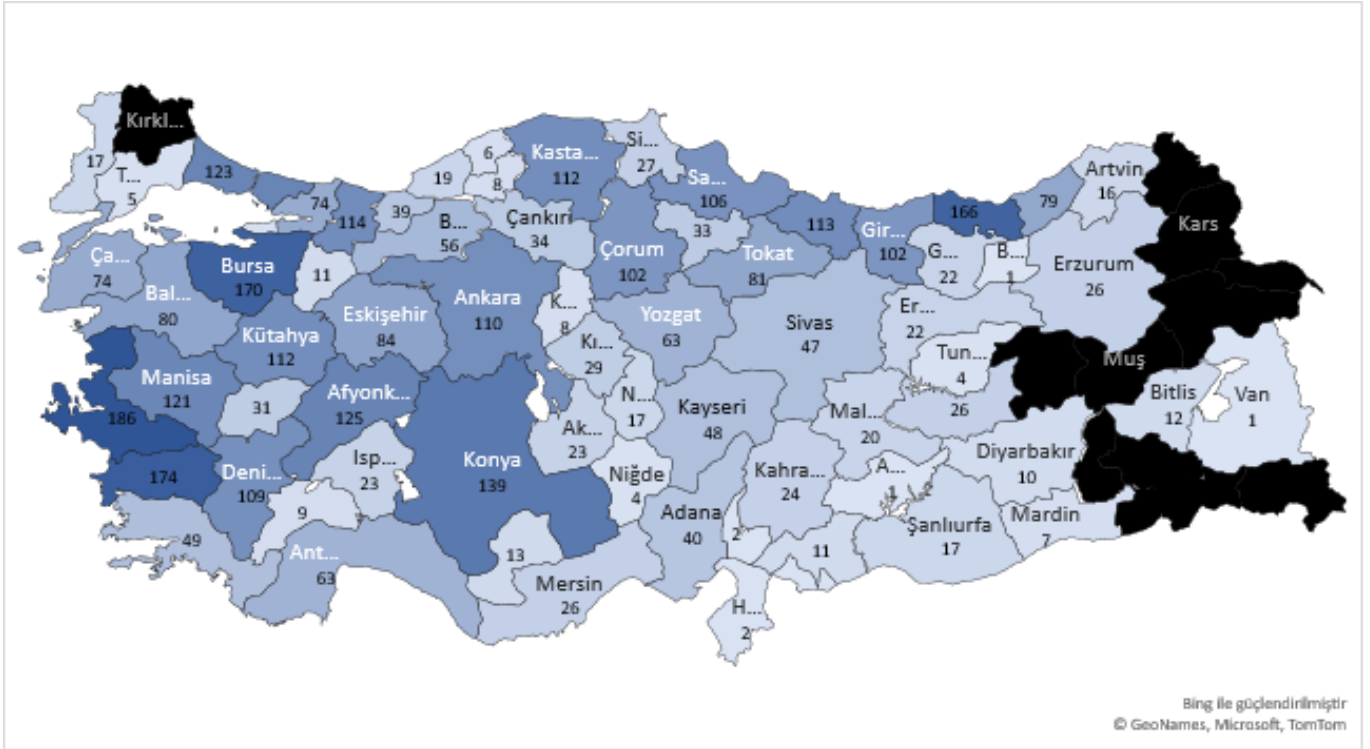 Kırkl...
17
T...
5
123
74
114
39
19
6
8
B...
56
Kasta...
112
Si...
27
Sa...
106
Çankırı
34
Çorum
102
33
113
Tokat
81
Gir...
102
166
79
Artvin
16
Kars
G...
22
B...
1
Erzurum
26
Ça...
74
Bal...
80
Bursa
170
11
Eskişehir
84
Ankara
110
K...
8
Yozgat
63
Sivas
47
Er...
22
Tun...
4
Muş
Kütahya
112
Kı...
29
Manisa
121
31
Afyonk...
125
N...
17
Kayseri
48
Mal...
20
26
Bitlis
12
Van
1
186
174
Deni...
109
Isp...
23
Konya
139
Ak...
23
Niğde
4
Kahra...
24
A...
1
2
Diyarbakır
10
9
49
Ant...
63
13
Mersin
26
Adana
40
2
11
Şanlıurfa
17
Mardin
7
H...
2
Bing ile güçlendirilmiştir
© GeoNames, Microsoft, TomTom